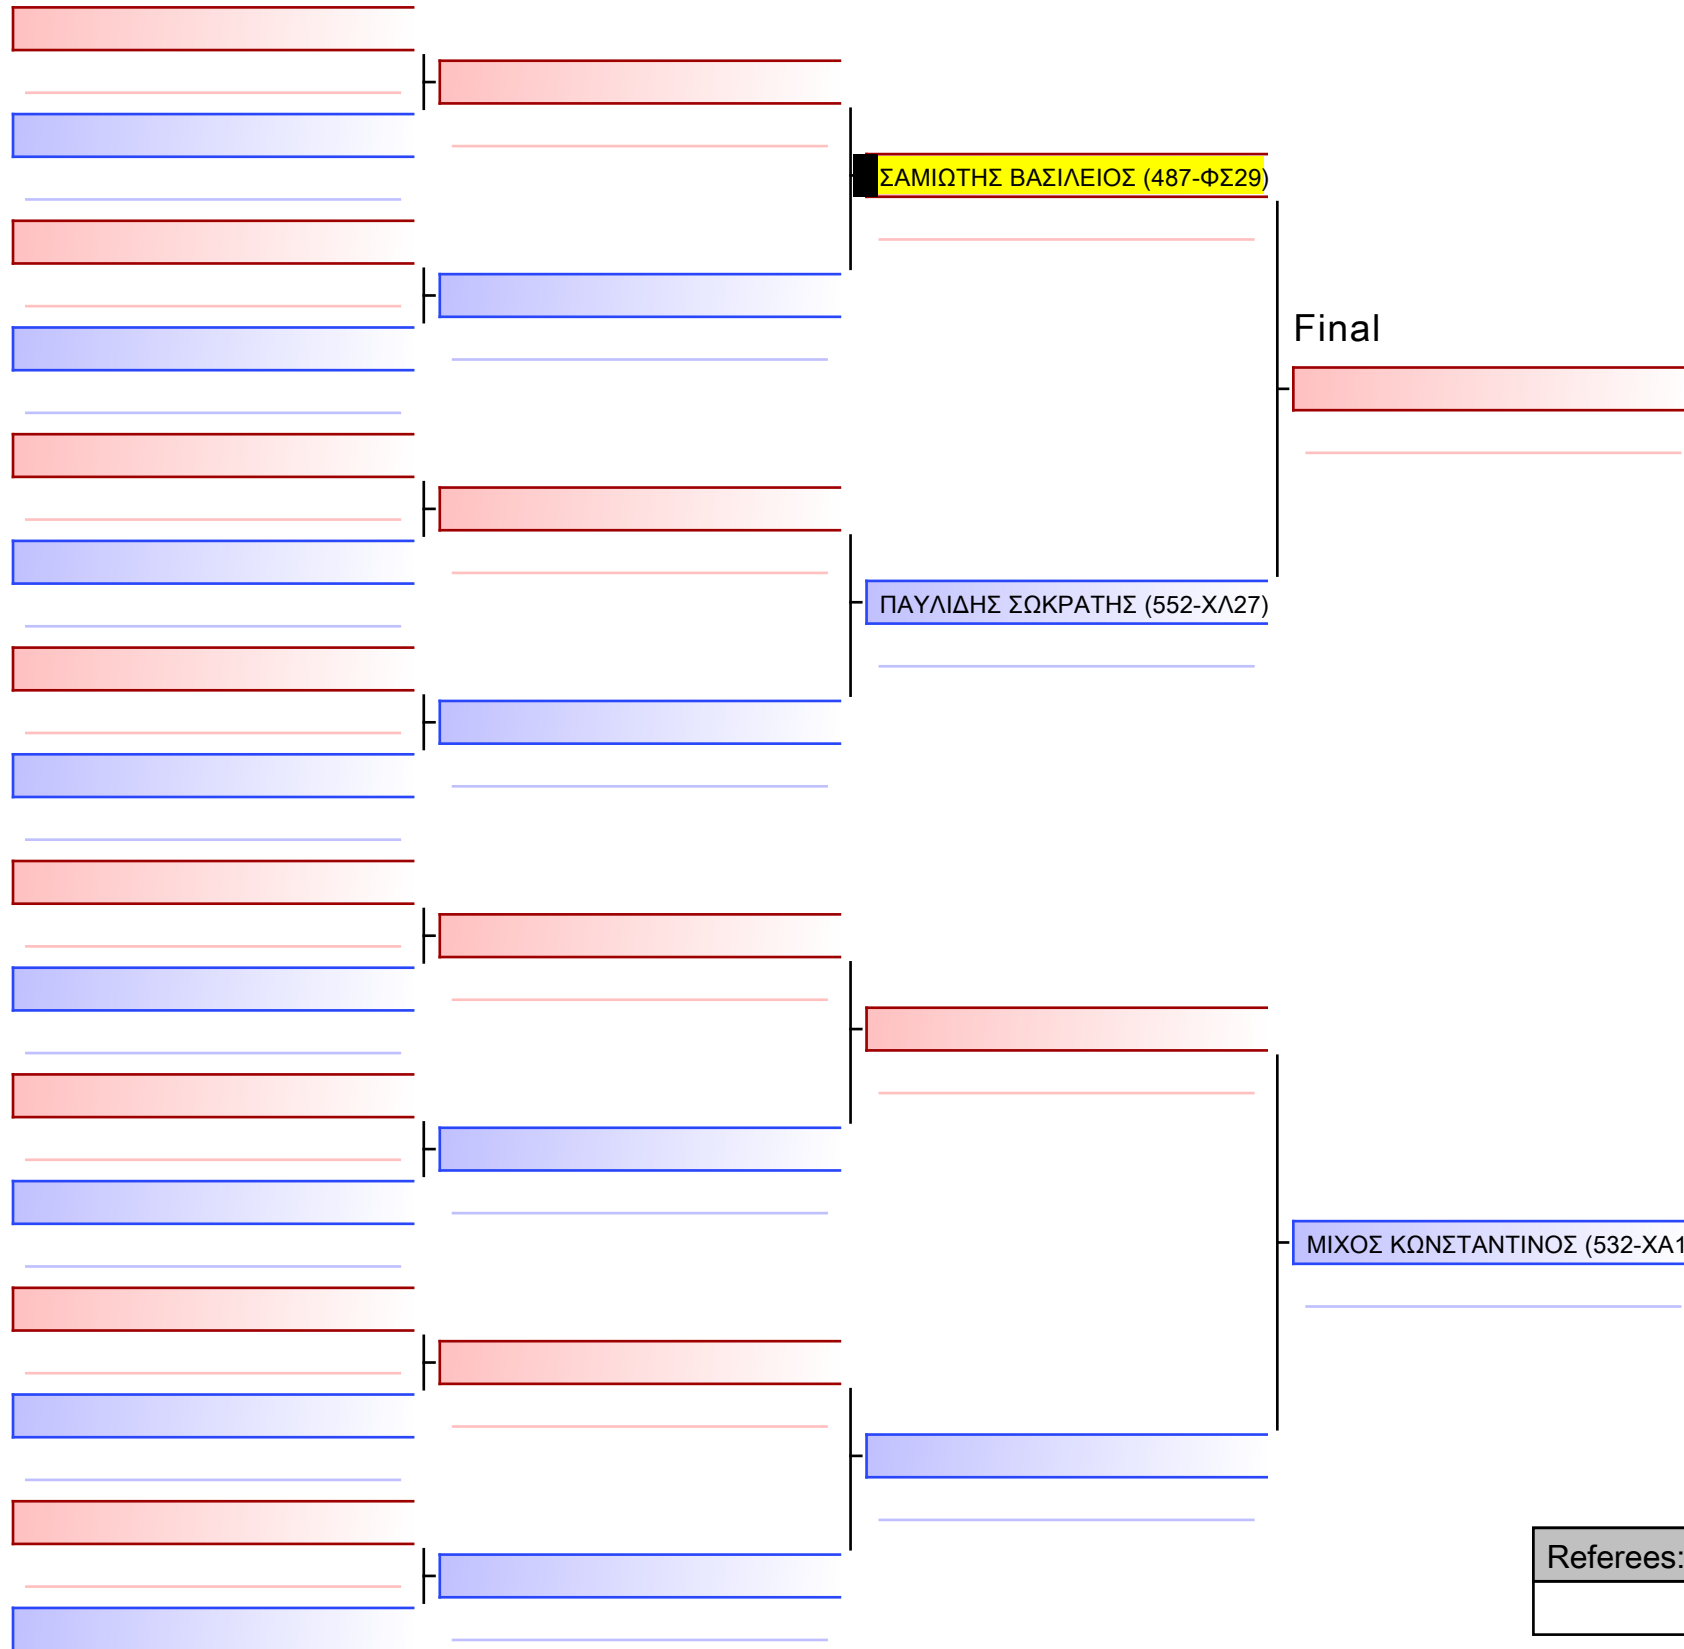 ΣΑΜΙΩΤΗΣ ΒΑΣΙΛΕΙΟΣ (487-ΦΣ29)
Final
ΠΑΥΛΙΔΗΣ ΣΩΚΡΑΤΗΣ (552-ΧΛ27)
ΜΙΧΟΣ ΚΩΝΣΤΑΝΤΙΝΟΣ (532-ΧΑ1
Referees: